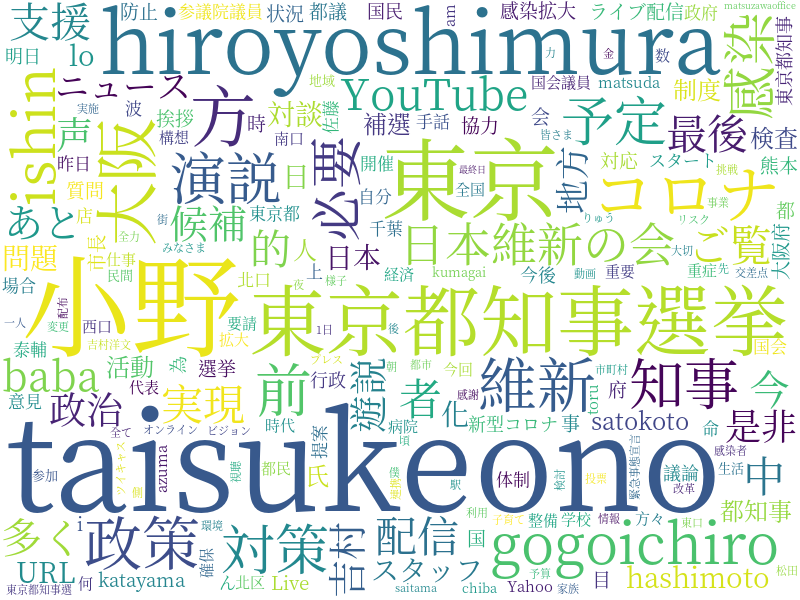 matsuzawaoffice
支援
防止
参議院議員
状況
都議
国民
am
感染拡大
ライブ配信
政府
hiroyoshimura
明日
lo
力
金
数
東京都知事
感染
ニュース
方
対談
佐藤
YouTube
地域
国会議員
matsuda
制度
ishin
波
声
挨拶
時
実施
構想
昨日
南口
補選
手話
会
協力
皆さま
予定
最後
検査
大阪
演説
必要
東京
最終日
全国
地方
対応
スタート
挑戦
熊本
質問
日
開催
自分
コロナ
事業
あと
店
候補
東京都
千葉
りゅう
リスク
都
街
みなさま
的
人
日本
日本維新の会
ご覧
大阪府
問題
市長
仕事
全力
民間
北口
上
経済
kumagai
今後
動画
重要
大切
重症
先
交差点
場合
小野
東京都知事選挙
一人
配布
変更
西口
夜
様子
要請
1日
後
泰輔
吉村洋文
拡大
プレス
朝
都市
今回
国会
市町村
baba
活動
為
選挙
前
遊説
者
維新
知事
今
意見
代表
実現
行政
感謝
府
toru
化
satokoto
是非
政治
全て
オンライン
ビジョン
時代
提案
病院
頃
新型コロナ
事
命
taisukeono
中
参加
ツイキャス
azuma
側
都民
視聴
氏
僕
感染者
緊急事態宣言
体制
駅
検討
投票
生活
改革
議論
多く
i
政策
環境
対策
吉村
配信
利用
子育て
整備
学校
情報
方々
東口
都知事
gogoichiro
URL
何
katayama
確保
ん
北区
Live
スタッフ
国
予算
家族
Yahoo
目
hashimoto
松田
東京都知事選
saitama
chiba